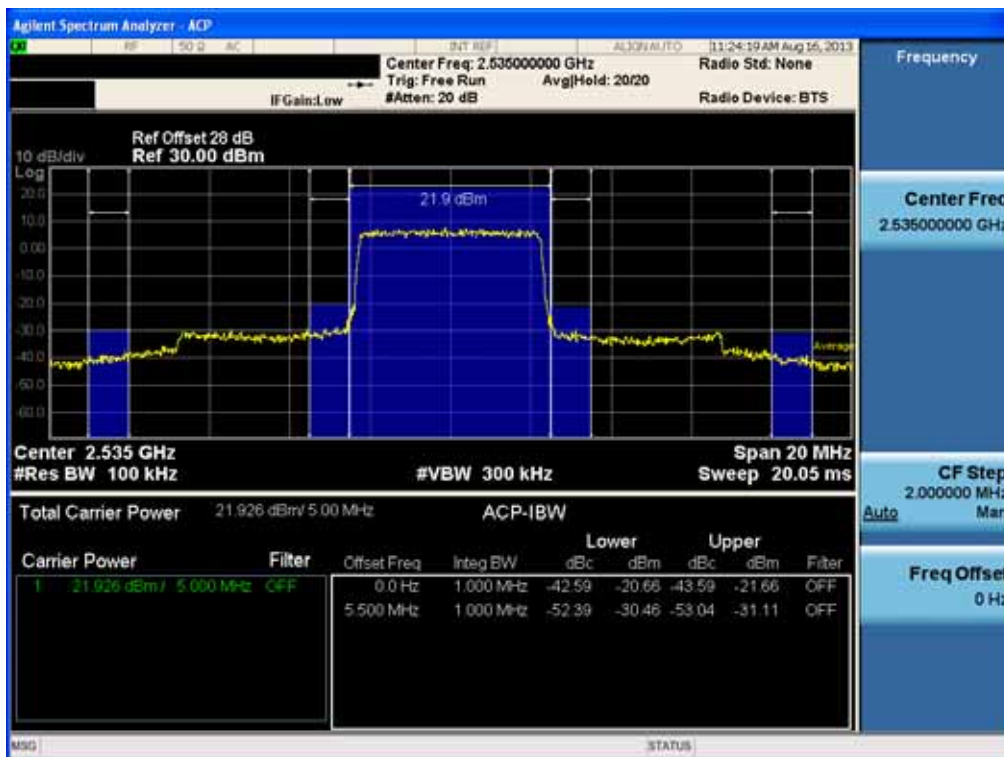 Agilent Spectrum Analyzer - ACP
RF 50 Ω AC INT REF ALIGN AUTO 11:24:19 AM Aug 16, 2013
Center Freq: 2.535000000 GHz Radio Std: None
Trig: Free Run Avg|Hold: 20/20
IFGain:Low #Atten: 20 dB Radio Device: BTS
Ref Offset 28 dB
10 dB/div Ref 30.00 dBm
Log
20.0
10.0
0.00
-10.0
-20.0
-30.0
-40.0
-50.0
-60.0
21.9 dBm
Average
Center 2.535 GHz Span 20 MHz
#Res BW 100 kHz #VBW 300 kHz Sweep 20.05 ms
Total Carrier Power 21.926 dBm/ 5.00 MHz ACP-IBW
Lower Upper
Carrier Power Filter Offset Freq Integ BW dBc dBm dBc dBm Filter
1 21.926 dBm / 5.000 MHz OFF 0.0 Hz 1.000 MHz -42.59 -20.66 -43.59 -21.66 OFF
5.500 MHz 1.000 MHz -52.39 -30.46 -53.04 -31.11 OFF
MSG STATUS
Frequency
Center Freq
2.535000000 GHz
CF Step
2.000000 MHz
Auto Man
Freq Offset
0 Hz